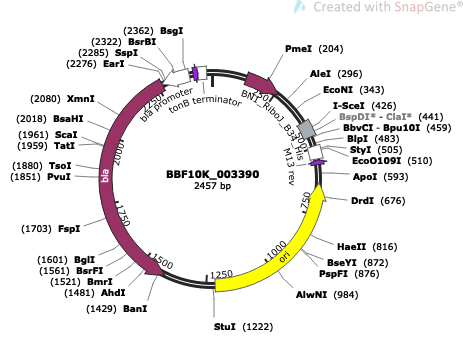 Created with SnapGene®
(2362) BsgI
(2322) BsrBI
(2285) SspI
(2276) EarI
PmeI (204)
AleI (296)
EcoNI (343)
I-SceI (426)
BspDI* - ClaI* (441)
BbvCI - Bpu10I (459)
BlpI (483)
StyI (505)
EcoO109I (510)
ApoI (593)
DrdI (676)
HaeII (816)
BseYI (872)
PspFI (876)
AlwNI (984)
StuI (1222)
(2080) XmnI
(2018) BsaHI
(1961) ScaI
(1959) TatI
(1880) TsoI
(1851) PvuI
(1703) FspI
(1601) BglI
(1561) BsrFI
(1521) BmrI
(1481) AhdI
(1429) BanI
bla promoter
tonB terminator
M13 rev
bla
ori
BBF10K_003390
2457 bp
250
500
750
1000
1250
1500
1750
2000